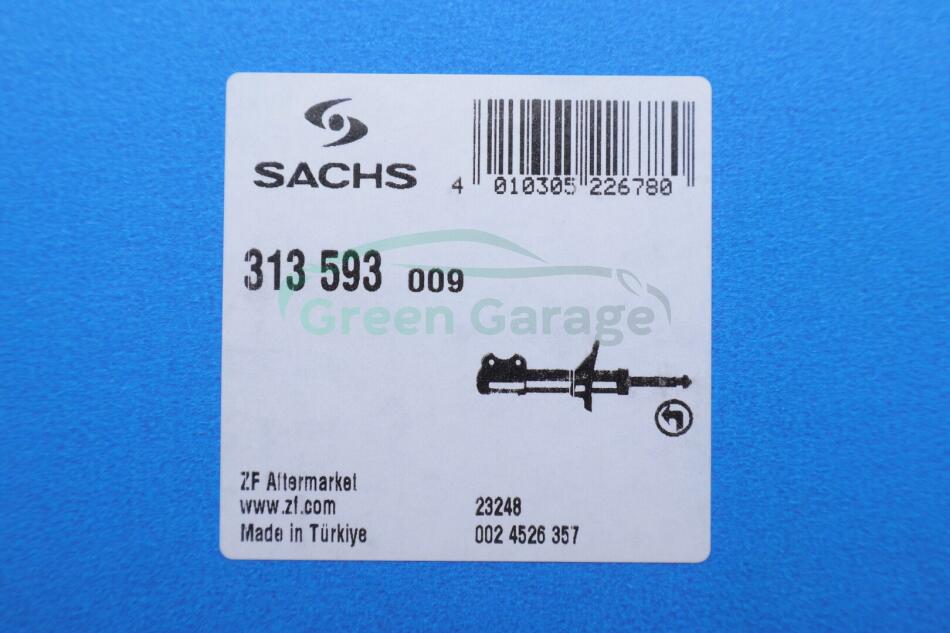 SACHS
4 010305 226780
313 593 009
Green Garage
ZF Aftermarket
www.zf.com
Made in Türkiye
23248
002 4526 357